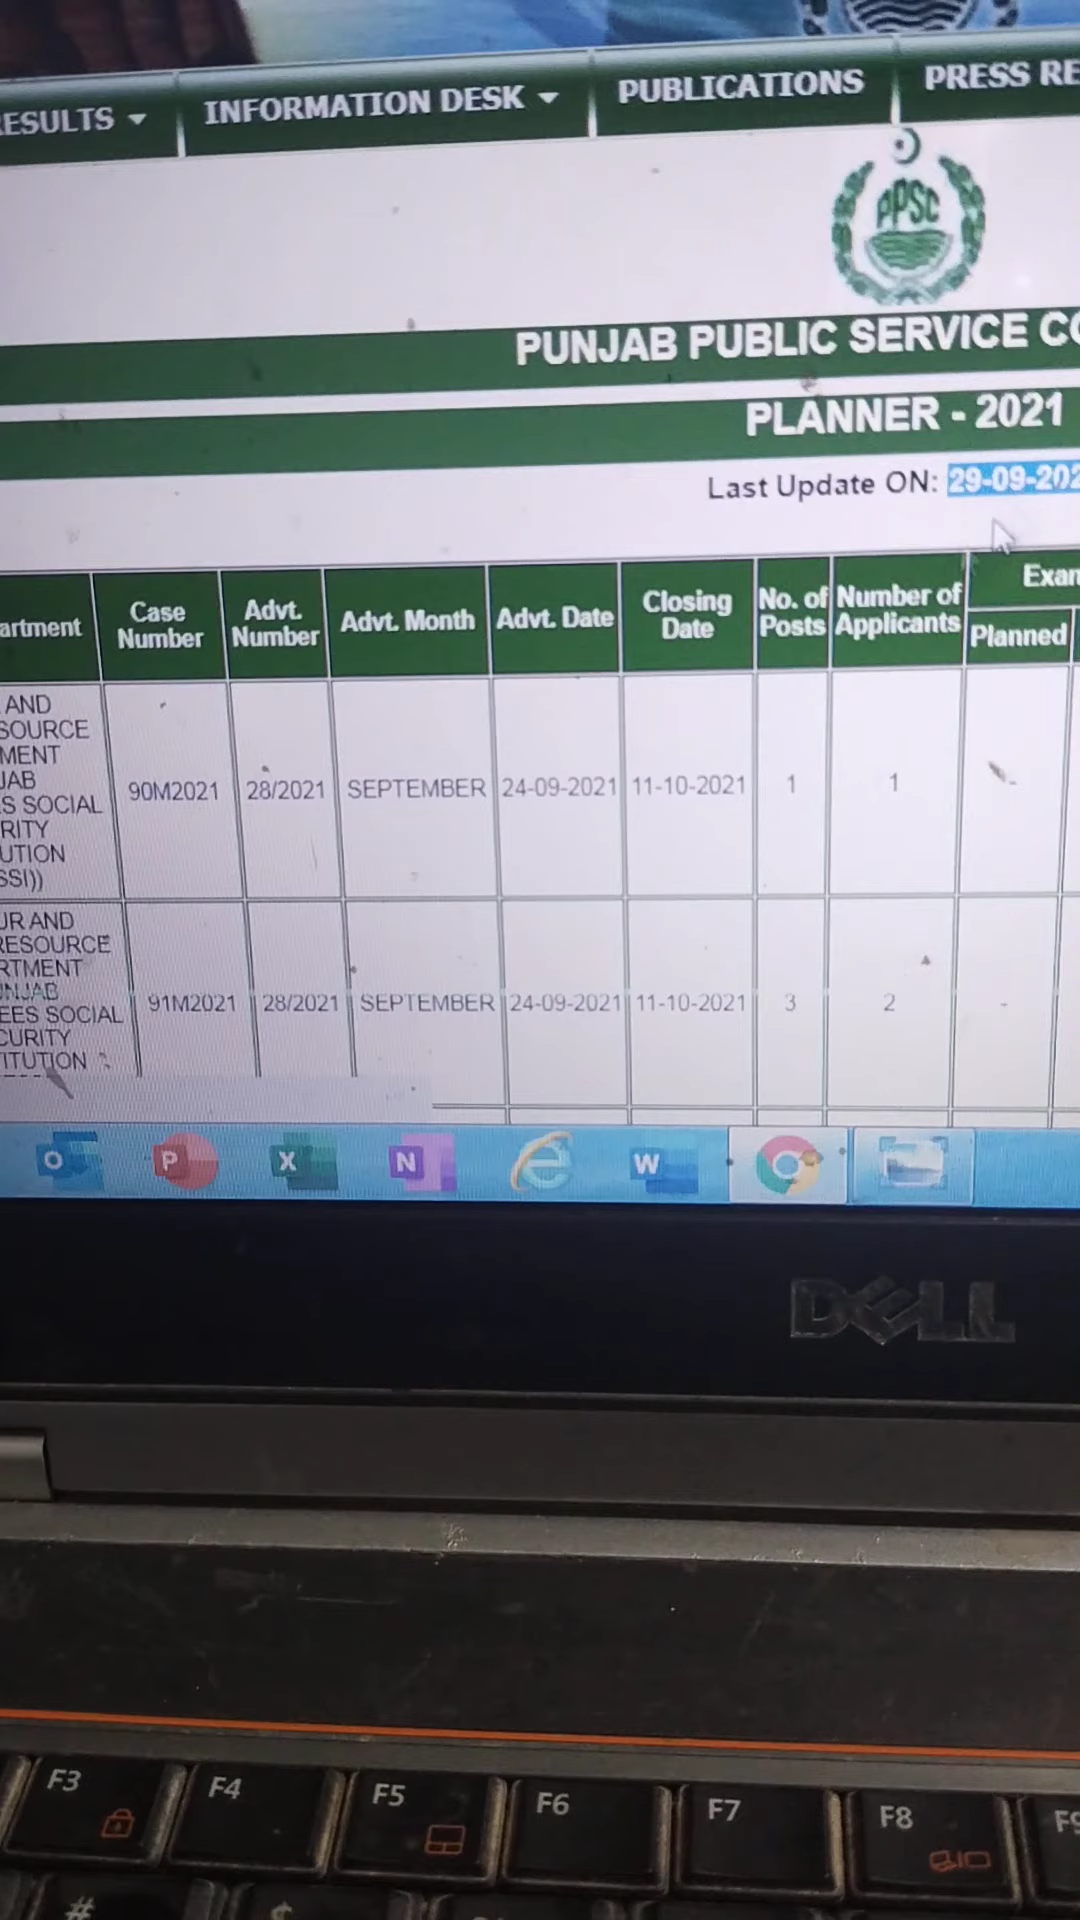 ESULTS
INFORMATION DESK
PUBLICATIONS
PRESS RE
PPSC
PUNJAB PUBLIC SERVICE CO
PLANNER - 2021
Last Update ON: 29-09-202
artment
Case Number
Advt. Number
Advt. Month
Advt. Date
Closing Date
No. of Posts
Number of Applicants
Exam
Planned
AND
SOURCE
MENT
JAB
S SOCIAL
RITY
UTION
SSI))
90M2021
28/2021
SEPTEMBER
24-09-2021
11-10-2021
1
1
UR AND
RESOURCE
RTMENT
UNJAB
EES SOCIAL
CURITY
TITUTION
91M2021
28/2021
SEPTEMBER
24-09-2021
11-10-2021
3
2
-
O
P
X
N
W
DELL
F3
F4
F5
F6
F7
F8
F9
#